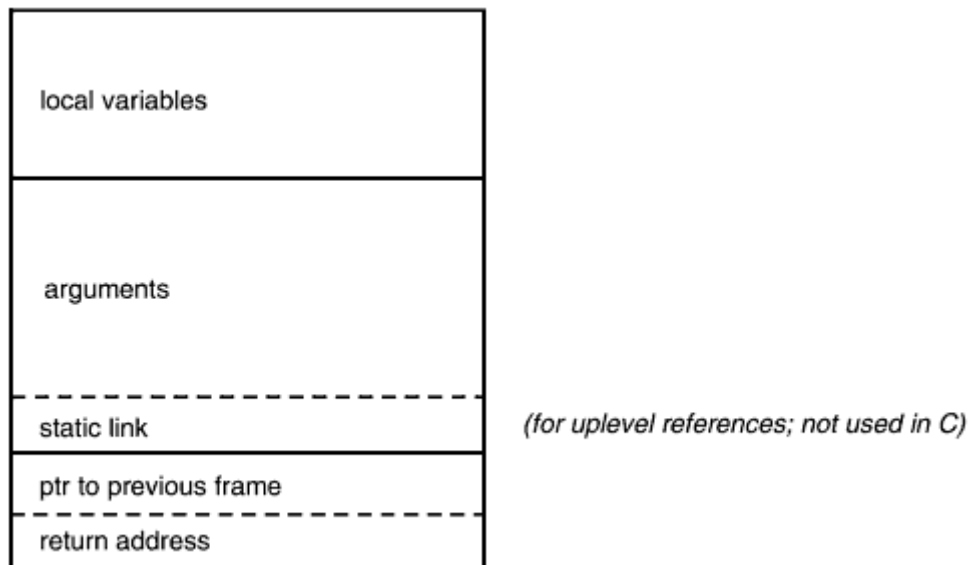 local variables
arguments
static link
(for uplevel references; not used in C)
ptr to previous frame
return address